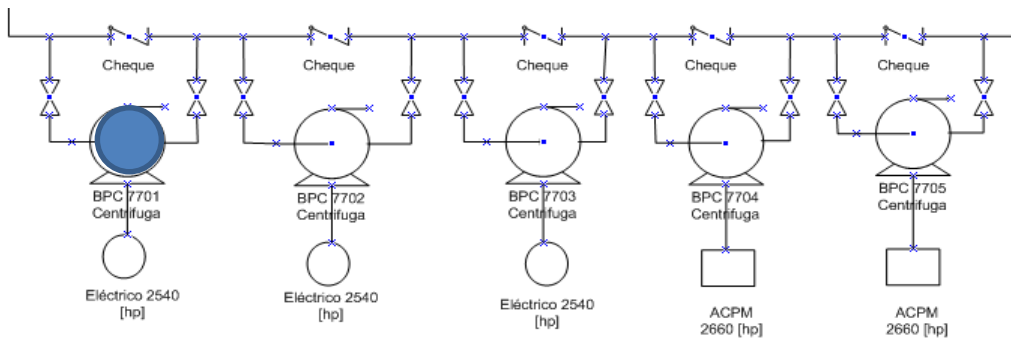 Cheque
Cheque
Cheque
Cheque
Cheque
BPC 7701
Centrifuga
BPC 7702
Centrifuga
BPC 7703
Centrifuga
BPC 7704
Centrifuga
BPC 7705
Centrifuga
Eléctrico 2540
[hp]
Eléctrico 2540
[hp]
Eléctrico 2540
[hp]
ACPM
2660 [hp]
ACPM
2660 [hp]